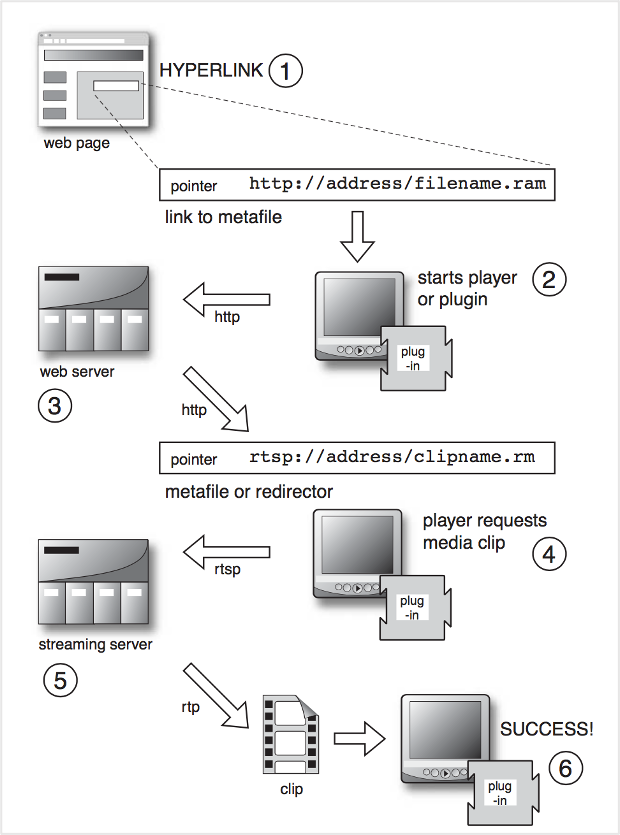 HYPERLINK 1
web page
pointer http://address/filename.ram
link to metafile
starts player
or plugin
2
plug
-in
http
web server
3
http
pointer rtsp://address/clipname.rm
metafile or redirector
player requests
media clip
4
plug
-in
rtsp
streaming server
5
rtp
clip
SUCCESS!
6
plug
-in